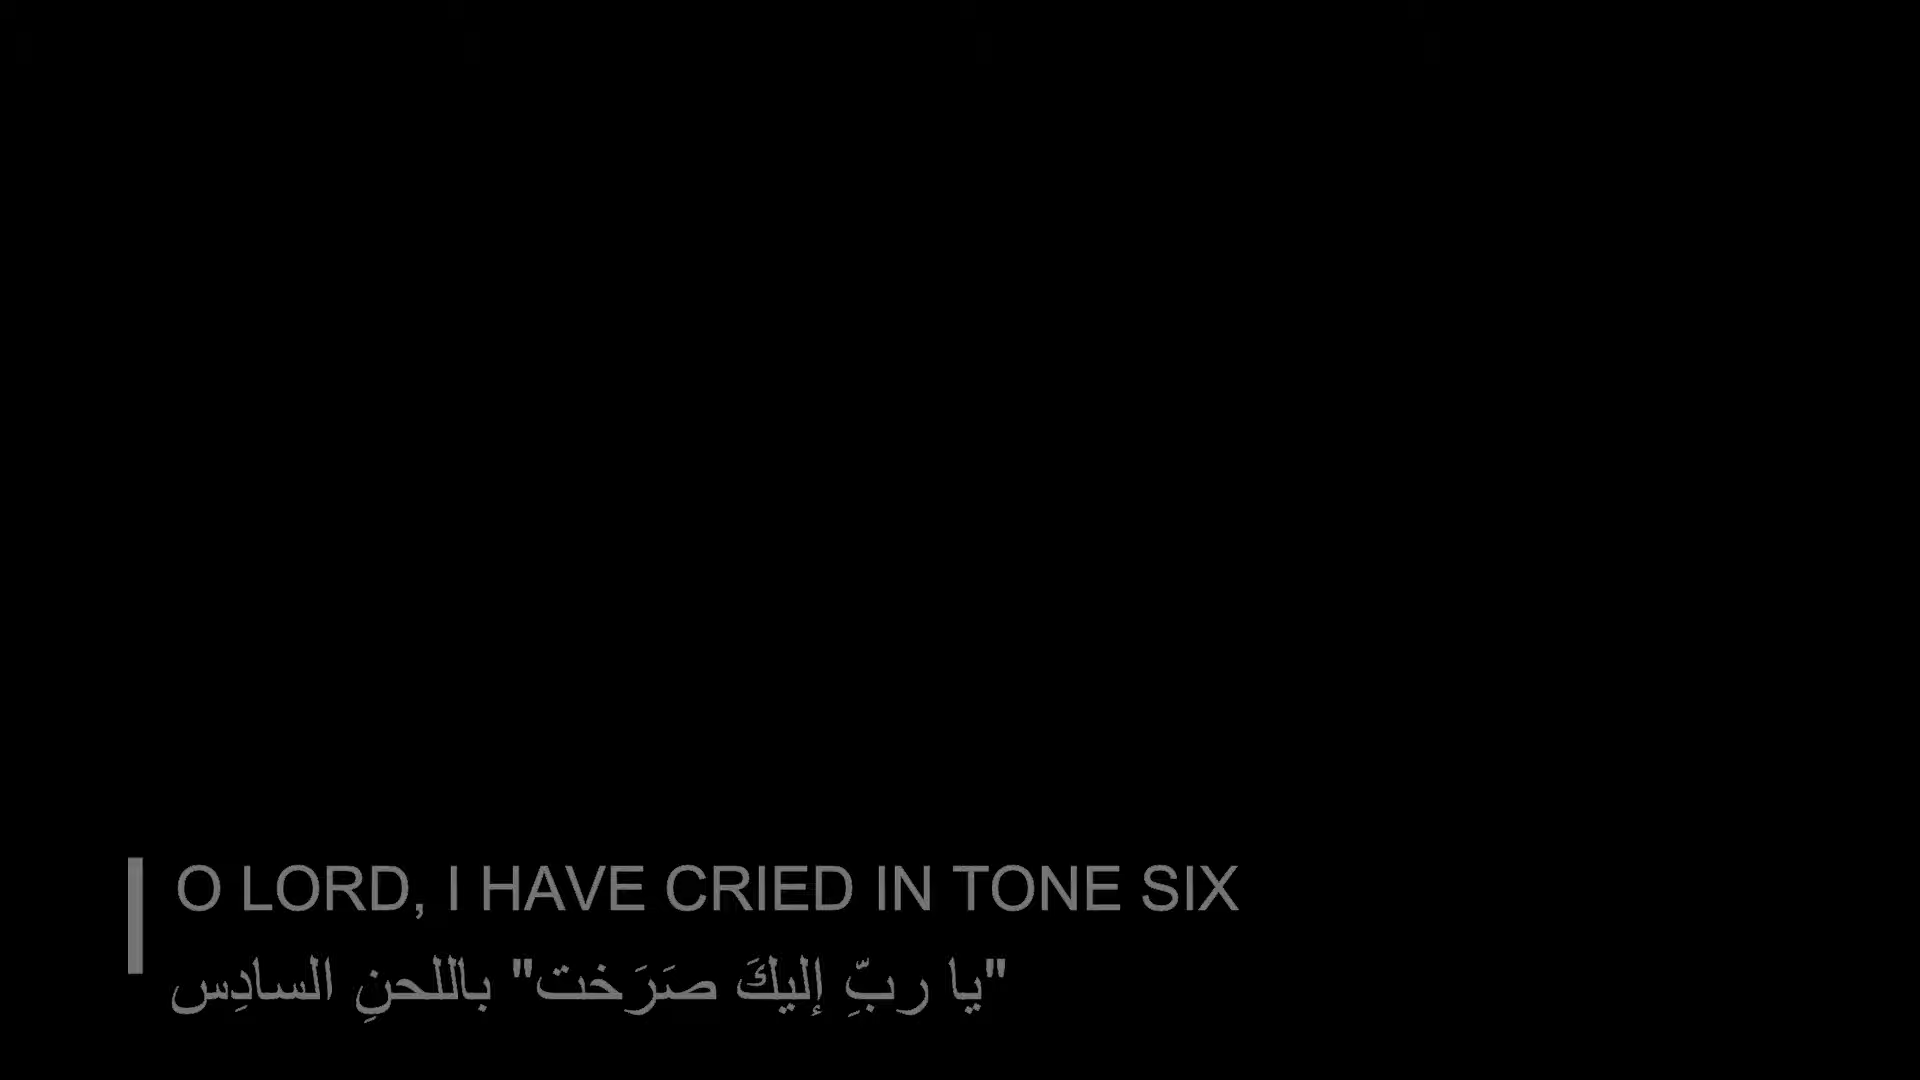 O LORD, I HAVE CRIED IN TONE SIX
"يا ربِّ إليكَ صَرَخت" باللحنِ السادِس